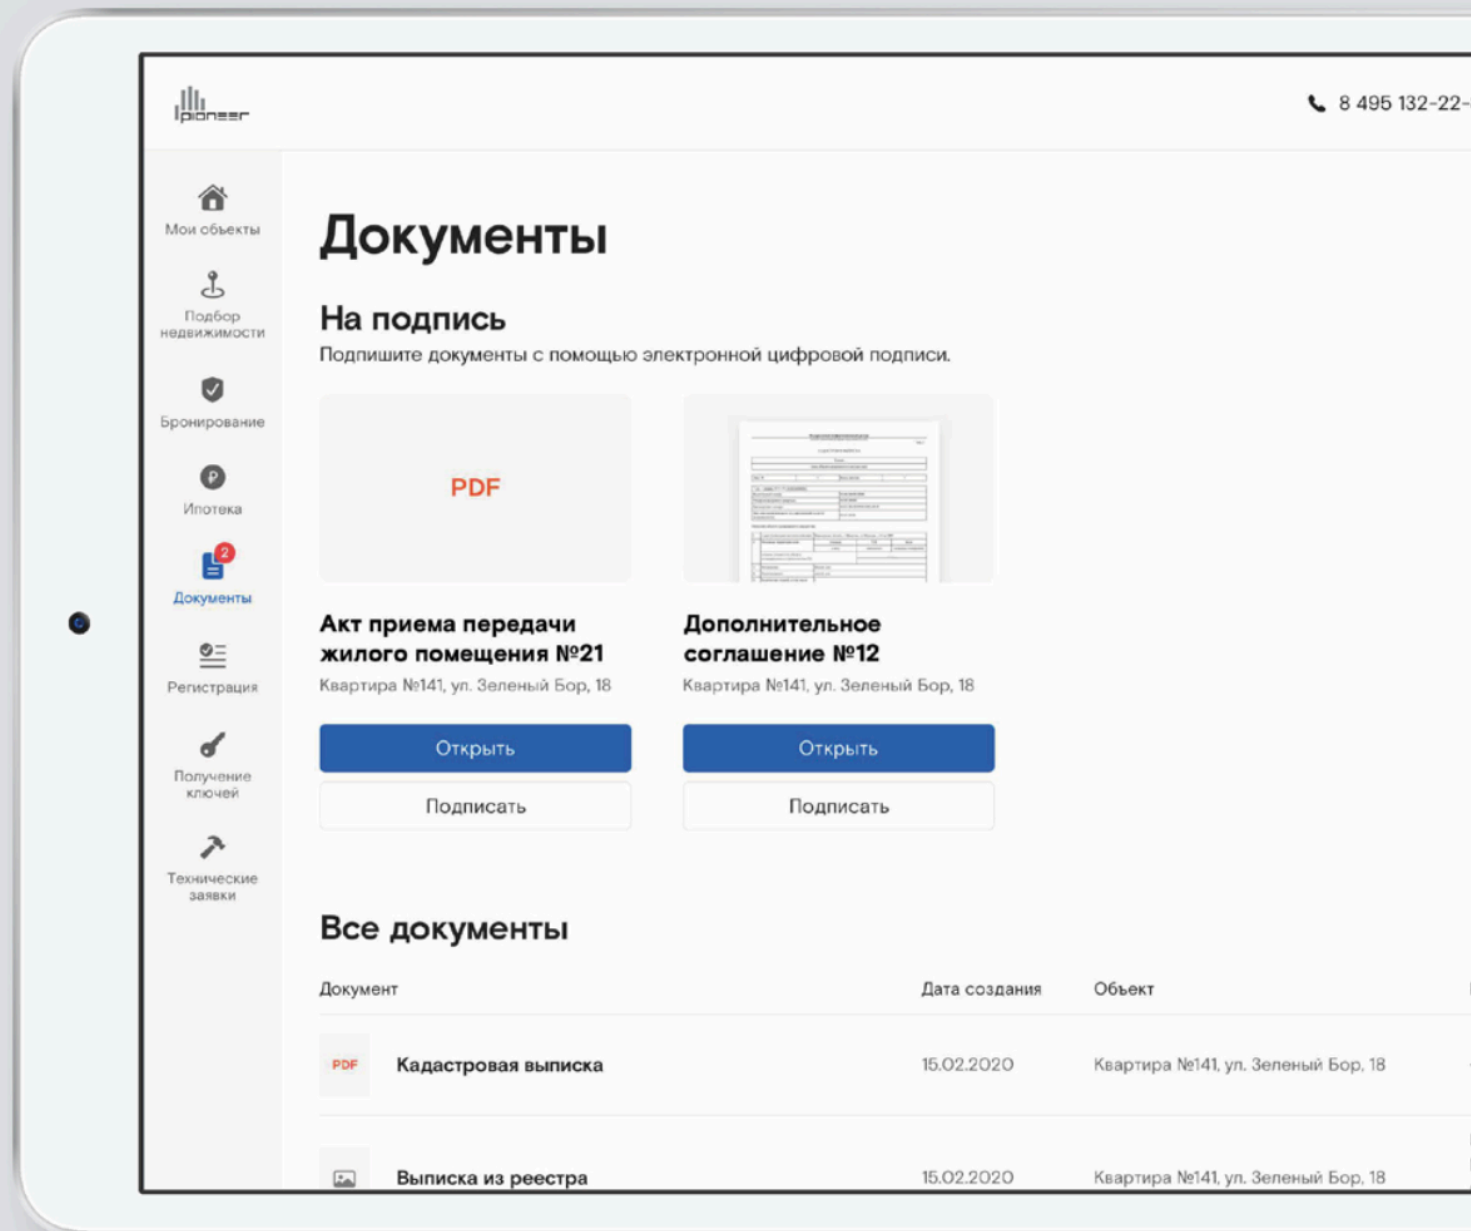 pioneer
8 495 132-22-
Мои объекты
Подбор
недвижимости
Бронирование
Ипотека
2
Документы
Регистрация
Получение
ключей
Технические
заявки
Документы
На подпись
Подпишите документы с помощью электронной цифровой подписи.
PDF
Акт приема передачи
жилого помещения №21
Квартира №141, ул. Зеленый Бор, 18
Открыть
Подписать
Дополнительное
соглашение №12
Квартира №141, ул. Зеленый Бор, 18
Открыть
Подписать
Все документы
Документ Дата создания Объект
PDF Кадастровая выписка 15.02.2020 Квартира №141, ул. Зеленый Бор, 18
Выписка из реестра 15.02.2020 Квартира №141, ул. Зеленый Бор, 18